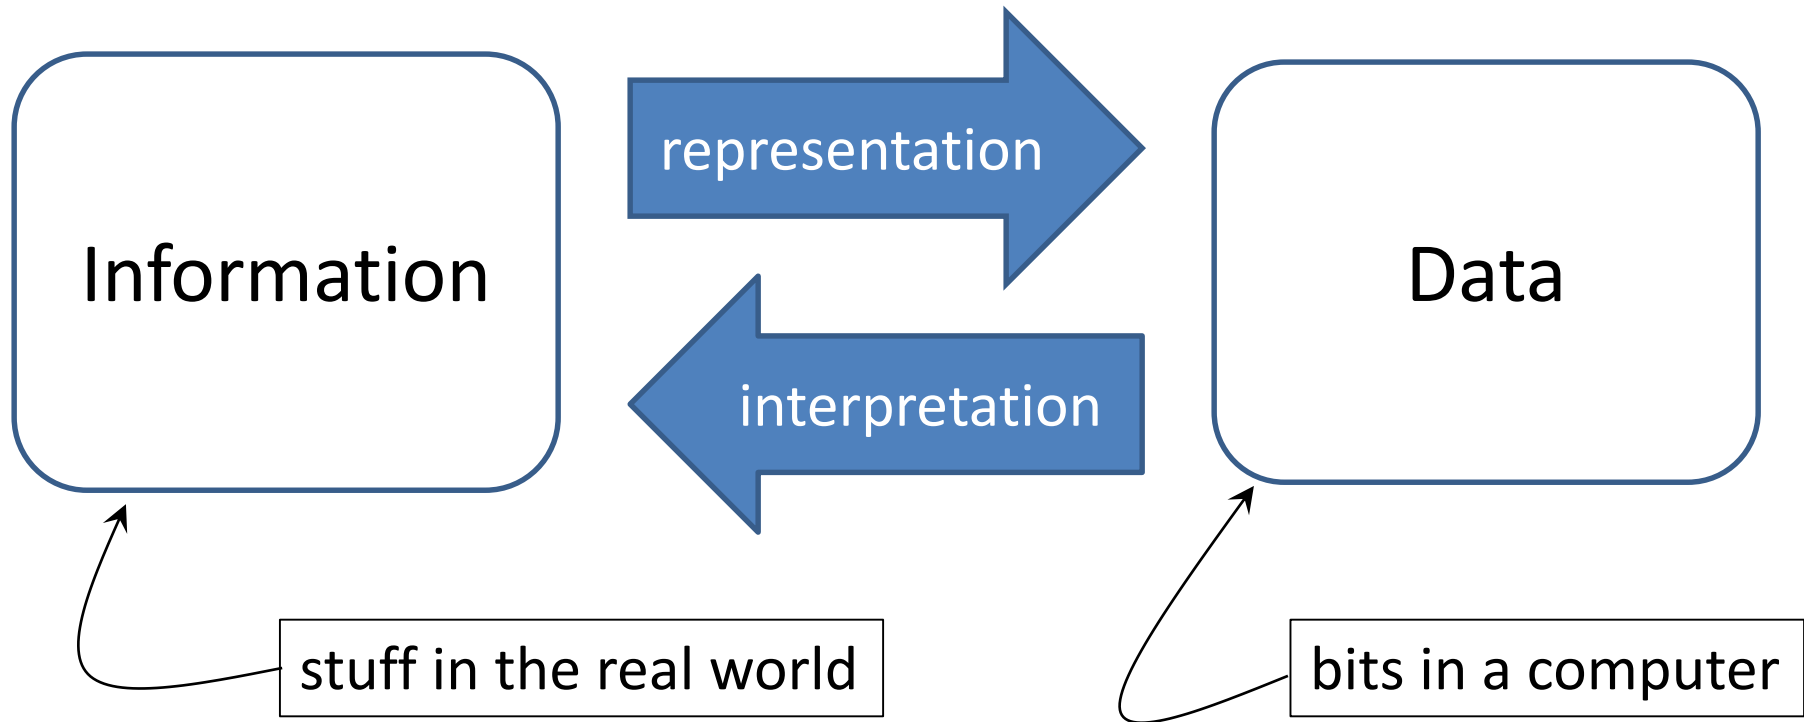 representation
Information
Data
interpretation
stuff in the real world
bits in a computer